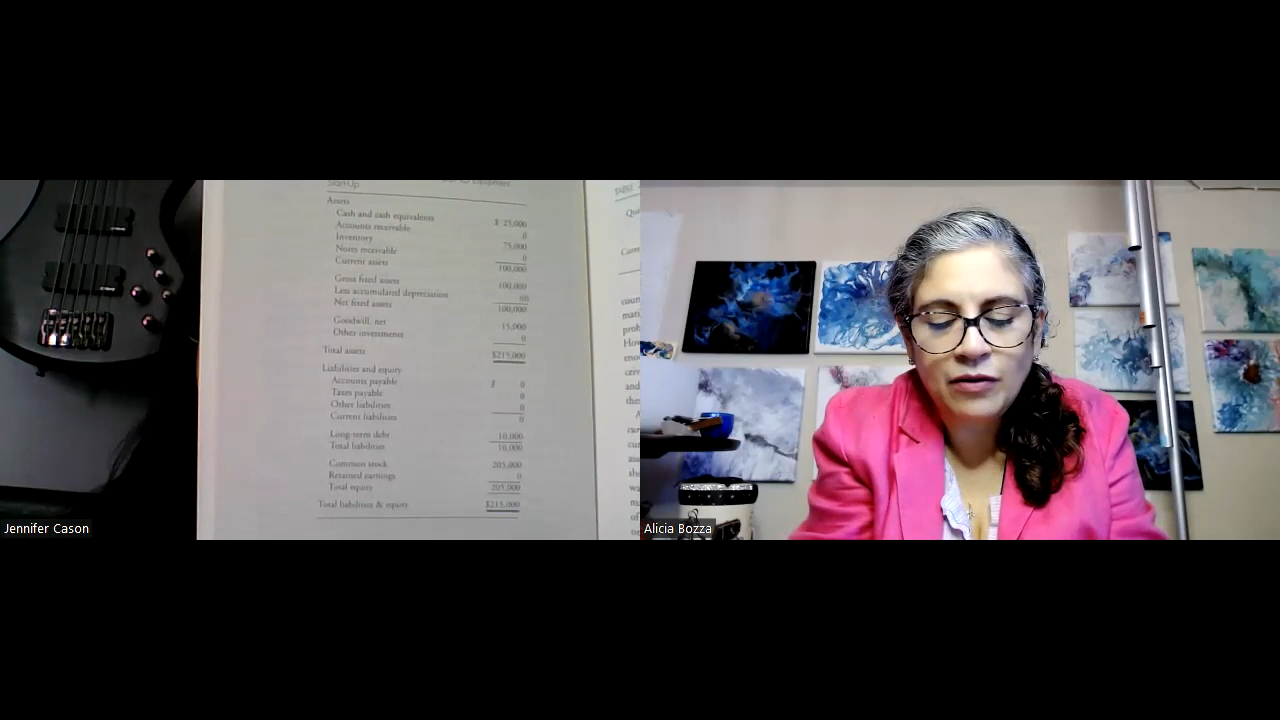 Start-Up
Assets
Cash and cash equivalents $ 25,000
Accounts receivable 0
Inventory 75,000
Notes receivable 0
Current assets 100,000
Gross fixed assets 100,000
Less accumulated depreciation (0)
Net fixed assets 100,000
Goodwill, net 15,000
Other investments 0
Total assets $215,000
Liabilities and equity
Accounts payable $ 0
Taxes payable 0
Other liabilities 0
Current liabilities 0
Long-term debt 10,000
Total liabilities 10,000
Common stock 205,000
Retained earnings 0
Total equity 205,000
Total liabilities & equity $215,000
TABLE
Jennifer Cason
Alicia Bozza